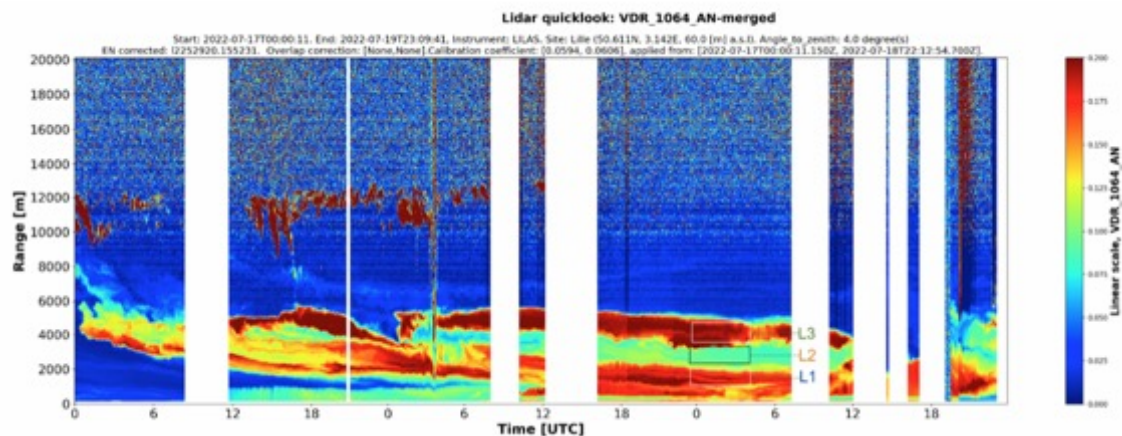 Lidar quicklook: VDR_1064_AN-merged
Start: 2022-07-17T00:00:11. End: 2022-07-19T23:09:41, Instrument: LILAS. Site: Lille (50.611N, 3.142E, 60.0 [m] a.s.l). Angle_to_zenith: 4.0 degree(s)
EN corrected: [2252920.155231. Overlap correction: [None,None].Calibration coefficient: [0.0594, 0.0606], applied from: [2022-07-17T00:00:11.150Z, 2022-07-18T22:12:54.700Z].
20000
18000
16000
14000
12000
10000
8000
6000
4000
2000
0
Range [m]
L3
L2
L1
0 6 12 18 0 6 12 18 0 6 12 18
Time [UTC]
0.200
0.175
0.150
0.125
0.100
0.075
0.050
0.025
0.000
Linear scale, VDR_1064_AN